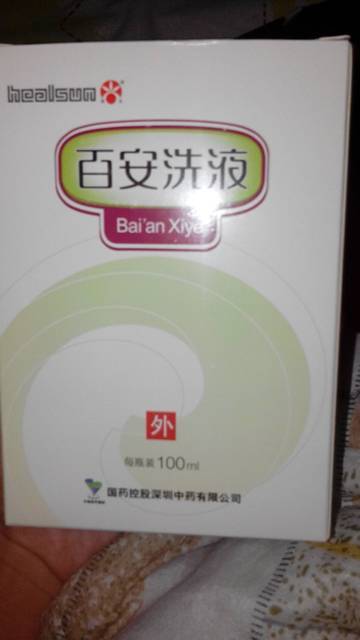 healsun
百安洗液
Bai'an Xiye
外
每瓶装100ml
国药控股深圳中药有限公司